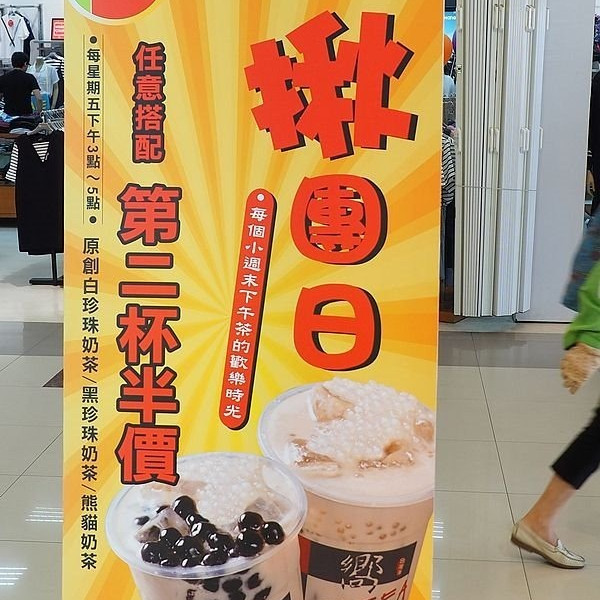 揪團日
每個小週末下午茶的歡樂時光
任意搭配
第二杯半價
•每星期五下午3點～5點•
原創白珍珠奶茶/黑珍珠奶茶/熊貓奶茶
響
TEA